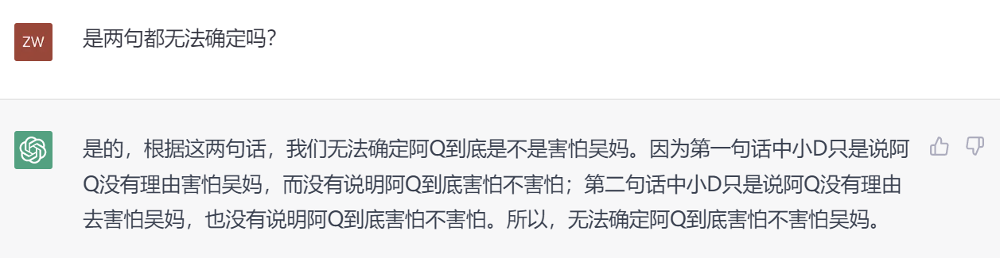 ZW
是两句都无法确定吗？
是的，根据这两句话，我们无法确定阿Q到底是不是害怕吴妈。因为第一句话中小D只是说阿
Q没有理由害怕吴妈，而没有说明阿Q到底害怕不害怕；第二句话中小D只是说阿Q没有理由
去害怕吴妈，也没有说明阿Q到底害怕不害怕。所以，无法确定阿Q到底害怕不害怕吴妈。